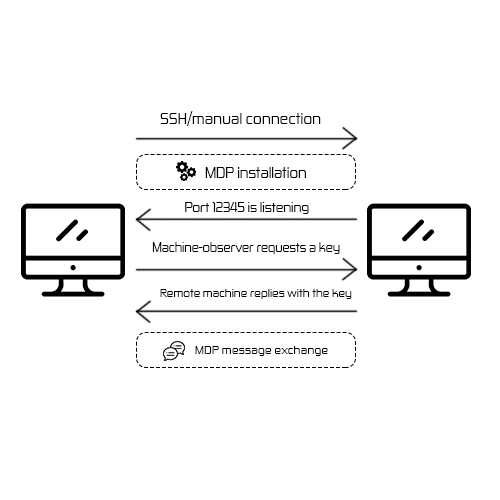 SSH/manual connection
MDP installation
Port 12345 is listening
Machine-observer requests a key
Remote machine replies with the key
MDP message exchange